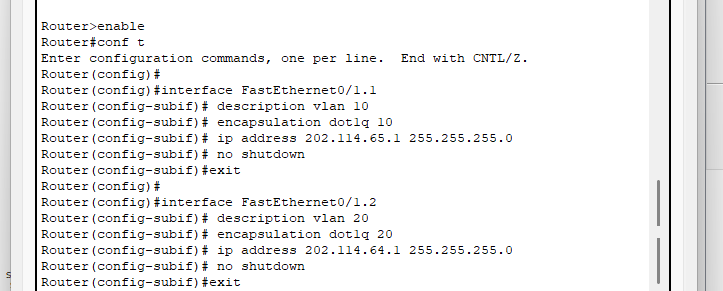 Router>enable
Router#conf t
Enter configuration commands, one per line.  End with CNTL/Z.
Router(config)#
Router(config)#interface FastEthernet0/1.1
Router(config-subif)# description vlan 10
Router(config-subif)# encapsulation dot1q 10
Router(config-subif)# ip address 202.114.65.1 255.255.255.0
Router(config-subif)# no shutdown
Router(config-subif)#exit
Router(config)#
Router(config)#interface FastEthernet0/1.2
Router(config-subif)# description vlan 20
Router(config-subif)# encapsulation dot1q 20
Router(config-subif)# ip address 202.114.64.1 255.255.255.0
Router(config-subif)# no shutdown
Router(config-subif)#exit